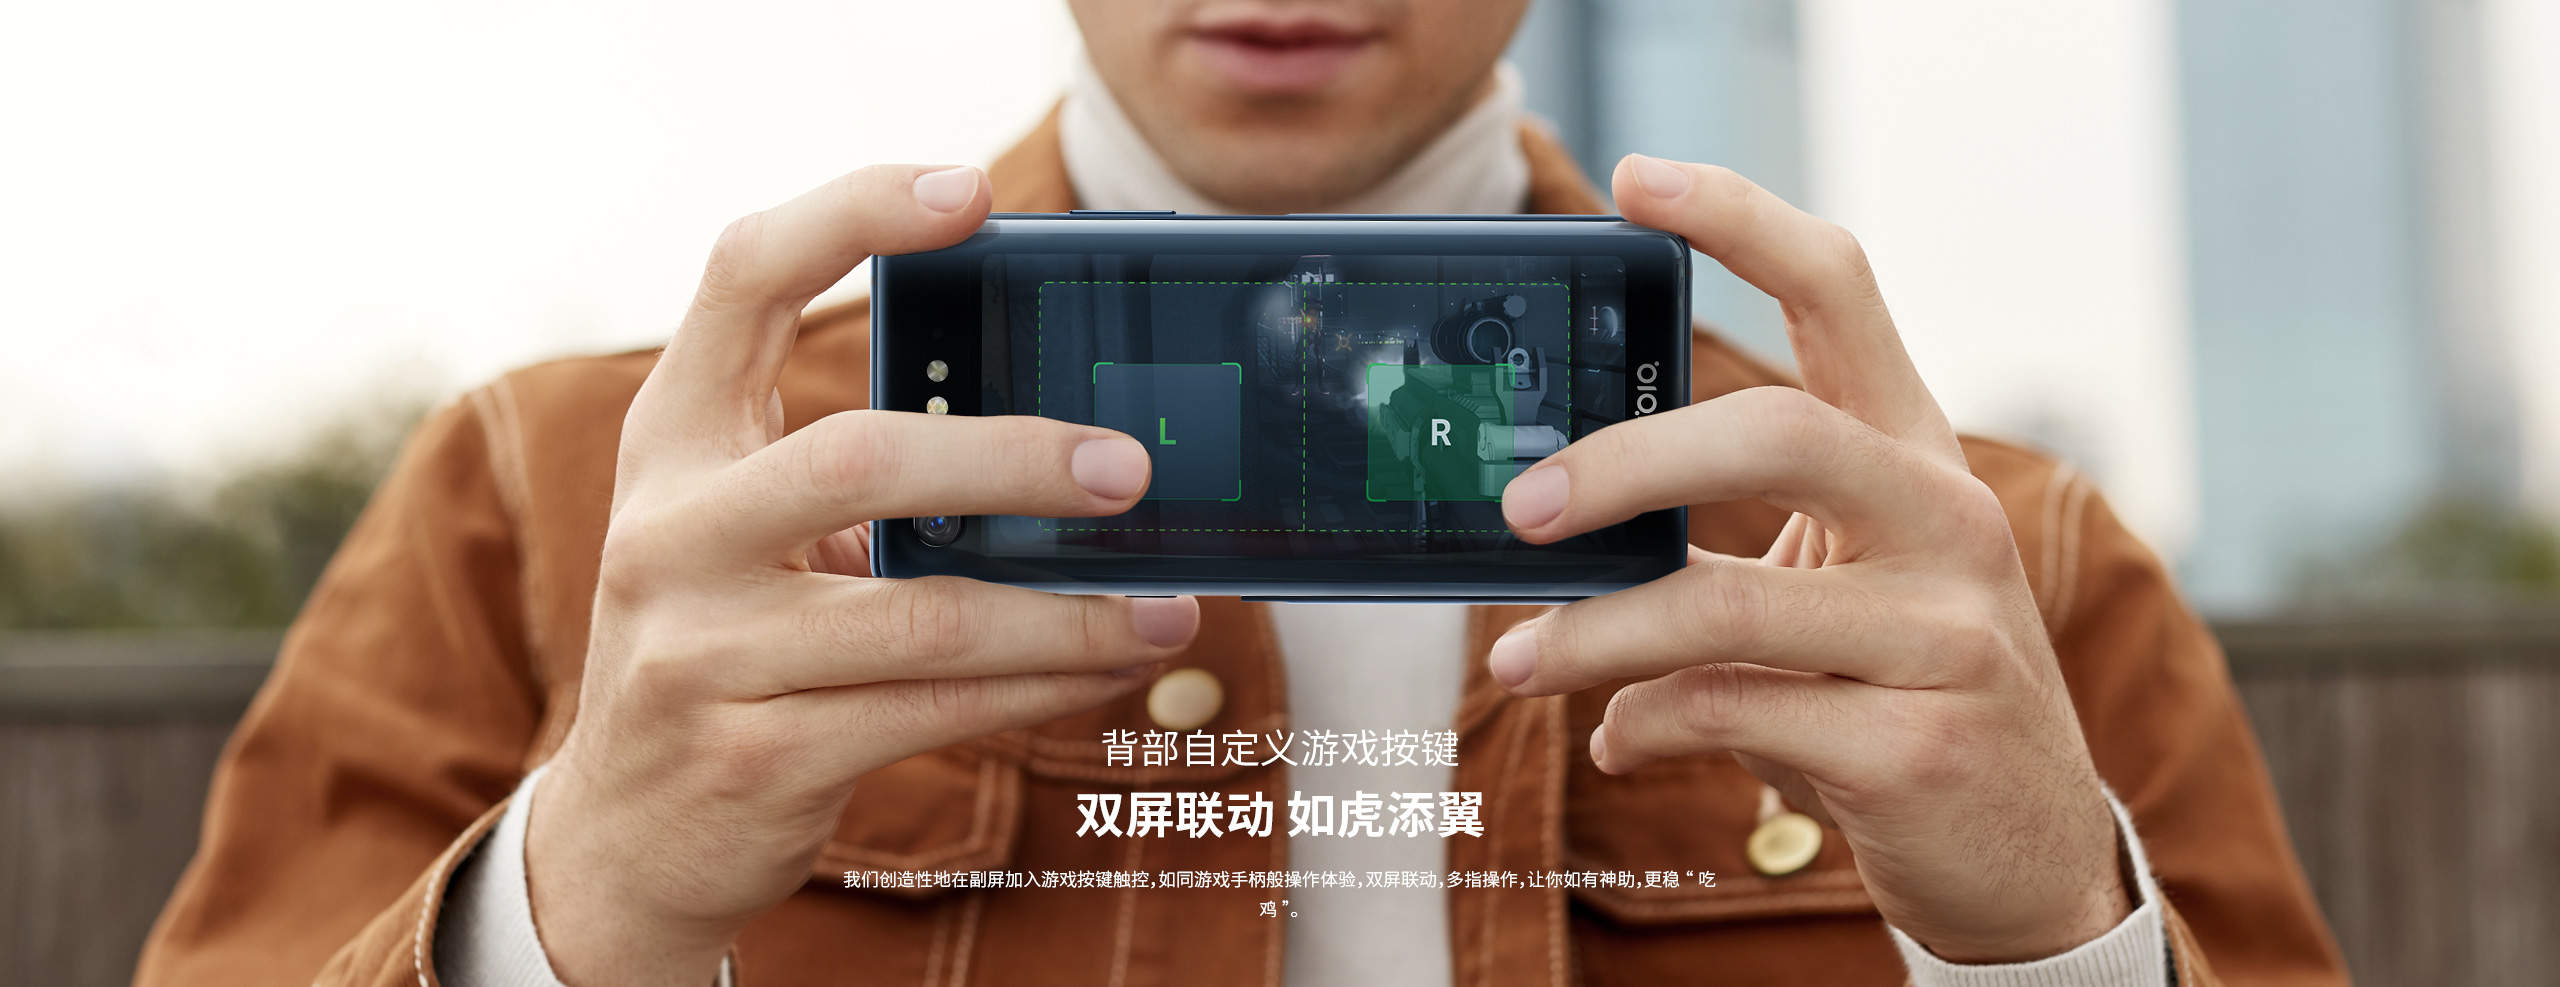 L
R
背部自定义游戏按键
双屏联动 如虎添翼
我们创造性地在副屏加入游戏按键触控，如同游戏手柄般操作体验，双屏联动，多指操作，让你如有神助，更稳“吃
鸡”。